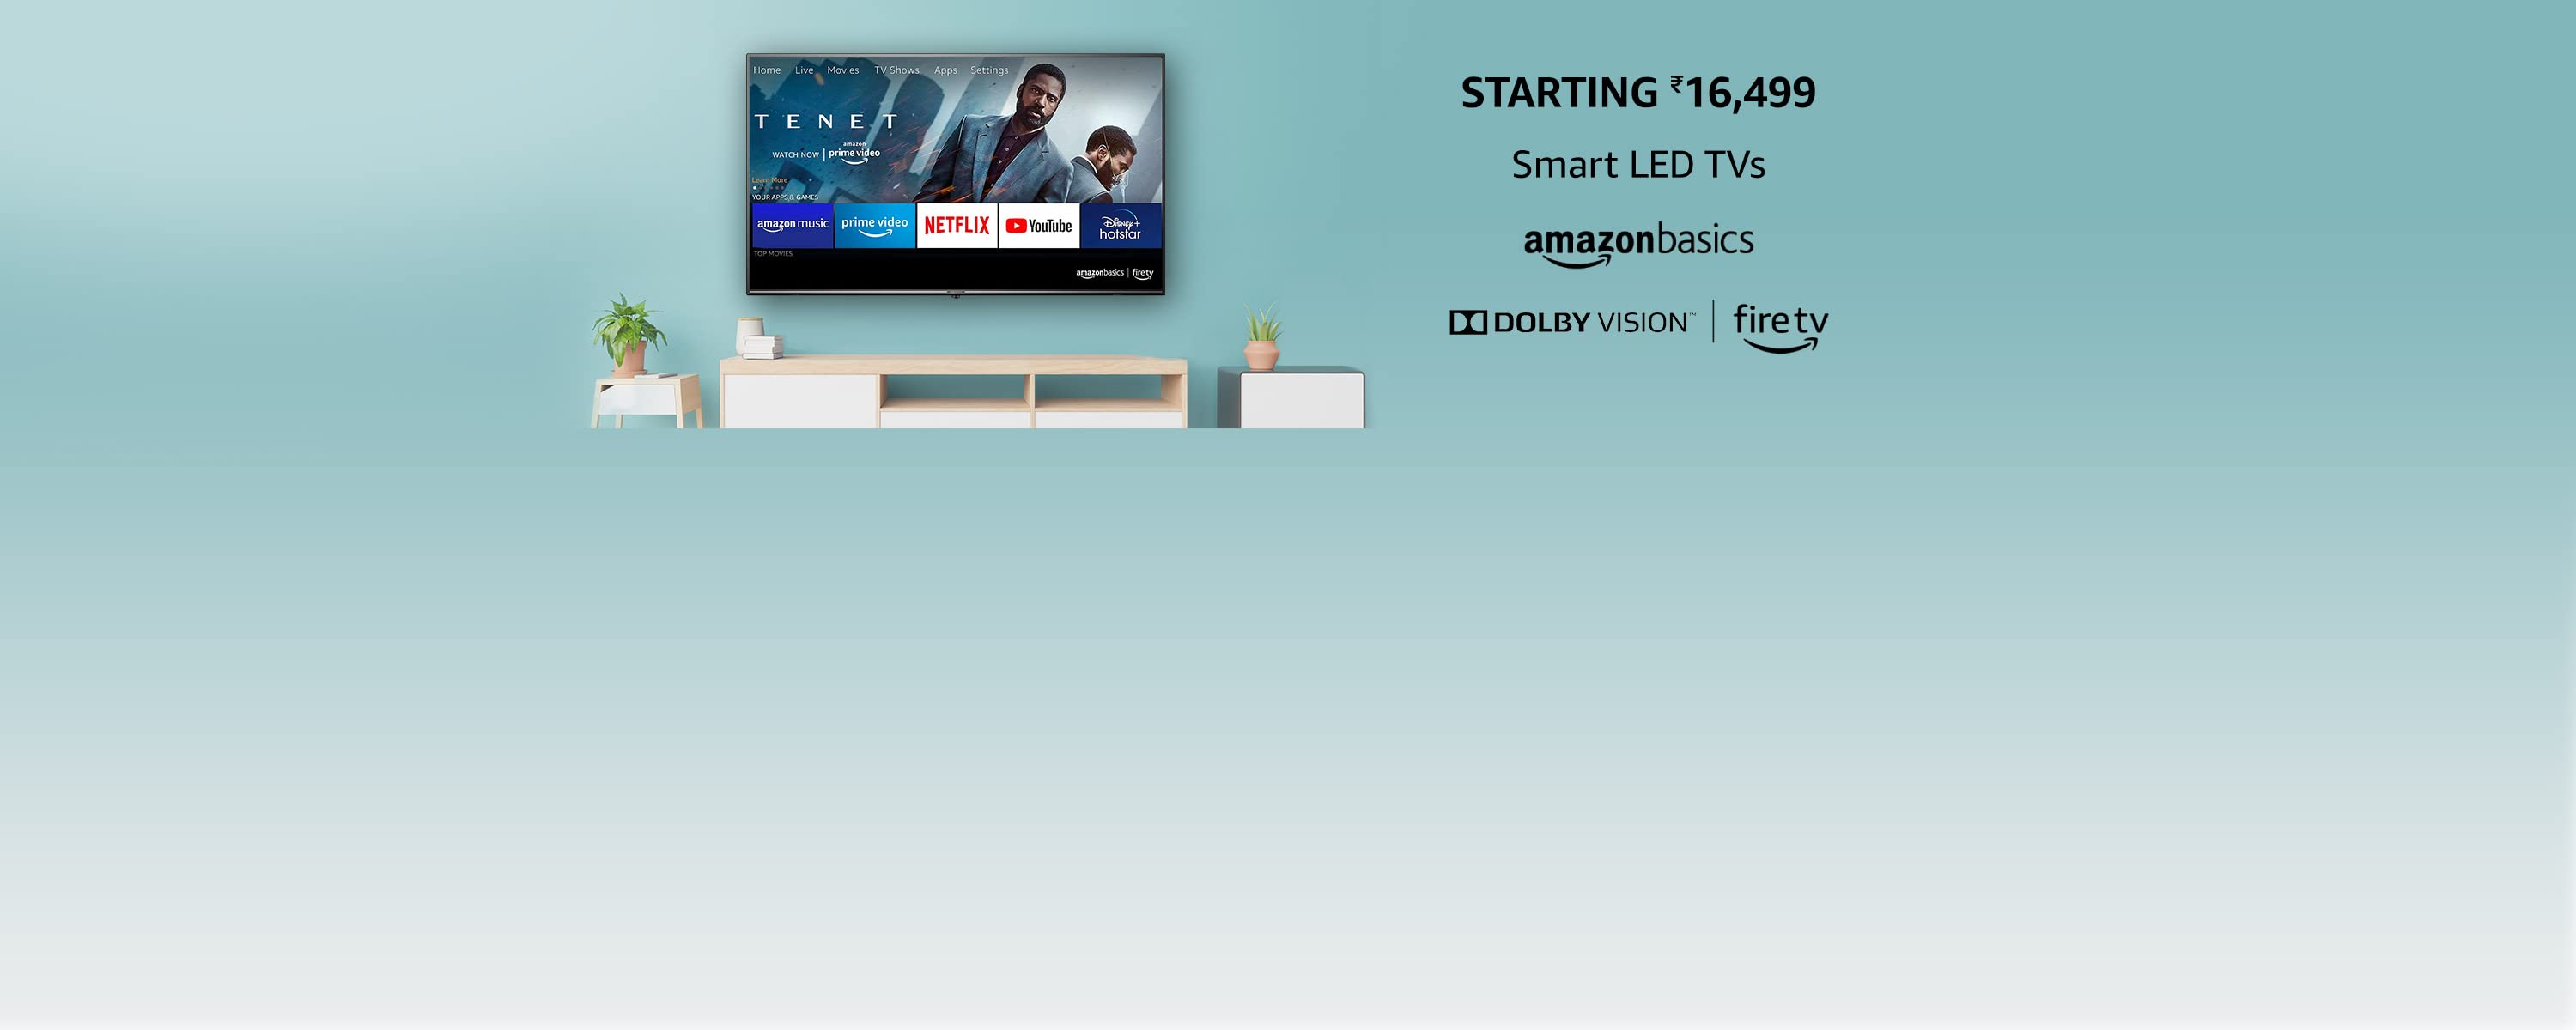 Home Live Movies TV Shows Apps Settings
TENET
WATCH NOW | amazon prime video
Learn More
YOUR APPS & GAMES
amazon music
prime video
NETFLIX
YouTube
Disney+ hotstar
TOP MOVIES
amazonbasics | fire tv
STARTING ₹16,499
Smart LED TVs
amazonbasics
DOLBY VISION™ | fire tv